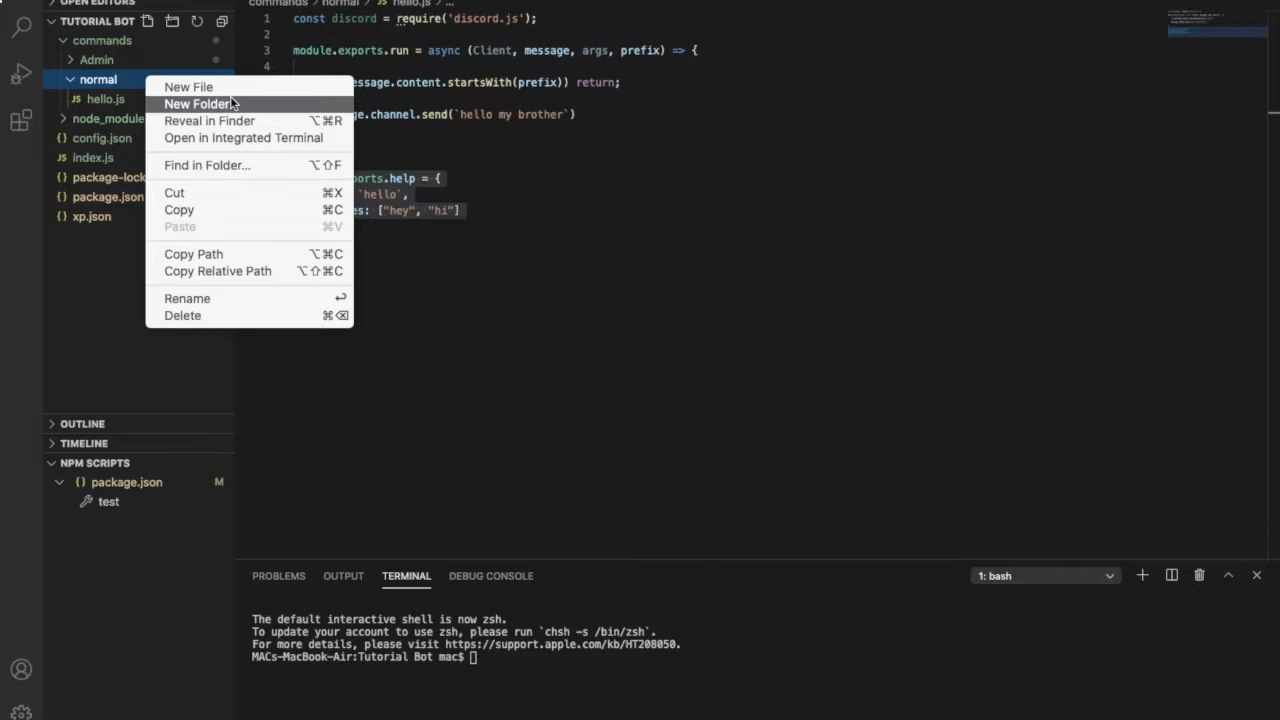 OPEN EDITORS
TUTORIAL BOT
commands
Admin
normal
JS hello.js
node_module
{} config.json
JS index.js
{} package-lock
{} package.json
{} xp.json
OUTLINE
TIMELINE
NPM SCRIPTS
{} package.json M
test
New File
New Folder
Reveal in Finder ⌥⌘R
Open in Integrated Terminal
Find in Folder... ⌥⇧F
Cut ⌘X
Copy ⌘C
Paste ⌘V
Copy Path ⌥⌘C
Copy Relative Path ⌥⇧⌘C
Rename ↩
Delete ⌘⌫
commands > normal > JS hello.js > ...
1 const discord = require('discord.js');
2
3 module.exports.run = async (Client, message, args, prefix) => {
4
message.content.startsWith(prefix)) return;
ge.channel.send(`hello my brother`)
orts.help = {
`hello`,
es: ["hey", "hi"]
PROBLEMS OUTPUT TERMINAL DEBUG CONSOLE 1: bash
The default interactive shell is now zsh.
To update your account to use zsh, please run `chsh -s /bin/zsh`.
For more details, please visit https://support.apple.com/kb/HT208050.
MACs-MacBook-Air:Tutorial Bot mac$